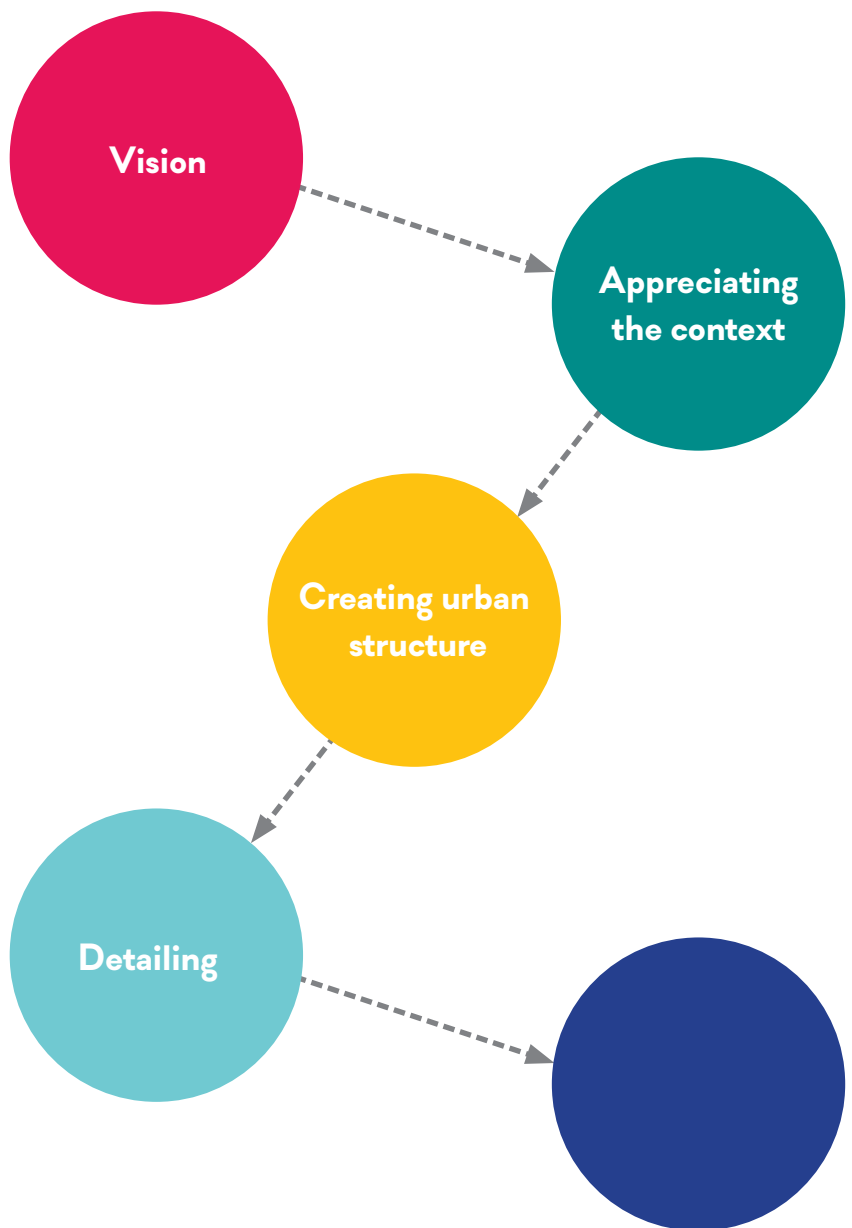 Vision
Appreciating
the context
Creating urban
structure
Detailing